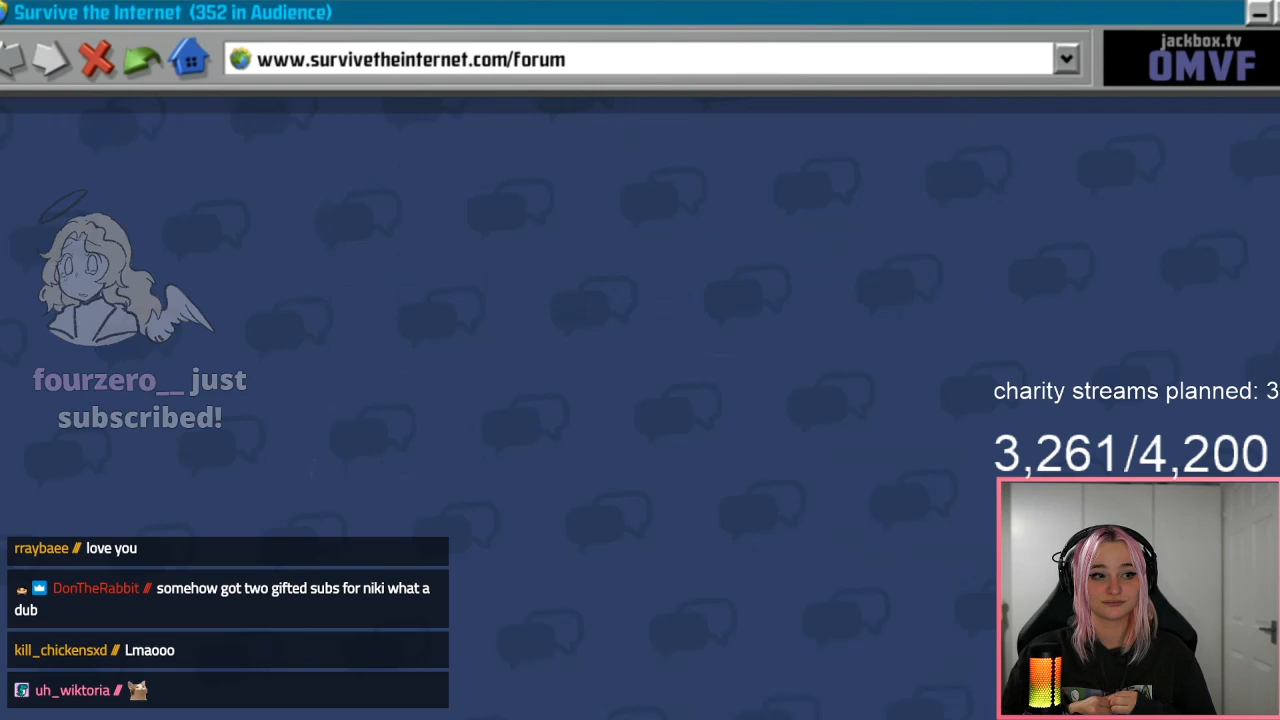 Survive the Internet (352 in Audience)
www.survivetheinternet.com/forum
jackbox.tv
OMVF
fourzero__ just
subscribed!
charity streams planned: 3
3,261/4,200
rraybaee // love you
DonTheRabbit // somehow got two gifted subs for niki what a
dub
kill_chickensxd // Lmaooo
uh_wiktoria //